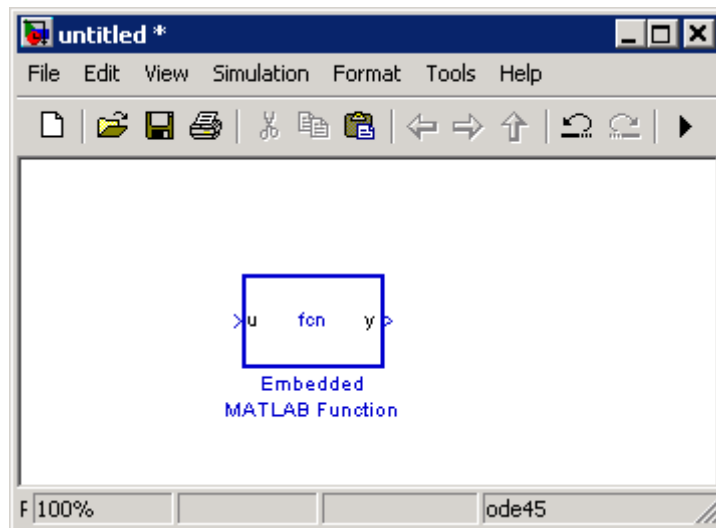 untitled *
File Edit View Simulation Format Tools Help
u fcn y
Embedded
MATLAB Function
F 100% ode45